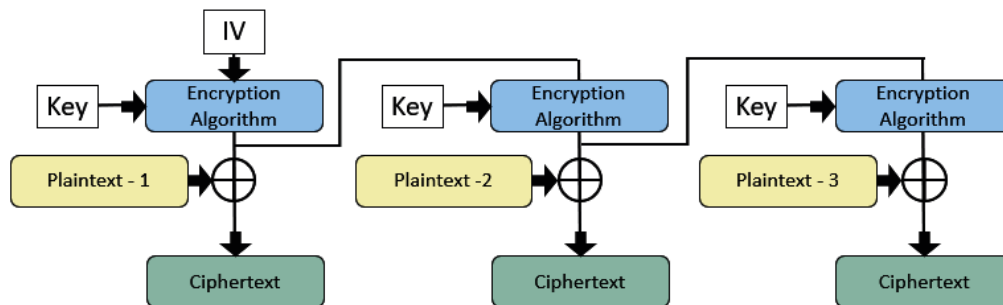 IV
Key
Encryption
Algorithm
Key
Encryption
Algorithm
Key
Encryption
Algorithm
Plaintext - 1
Plaintext -2
Plaintext - 3
Ciphertext
Ciphertext
Ciphertext